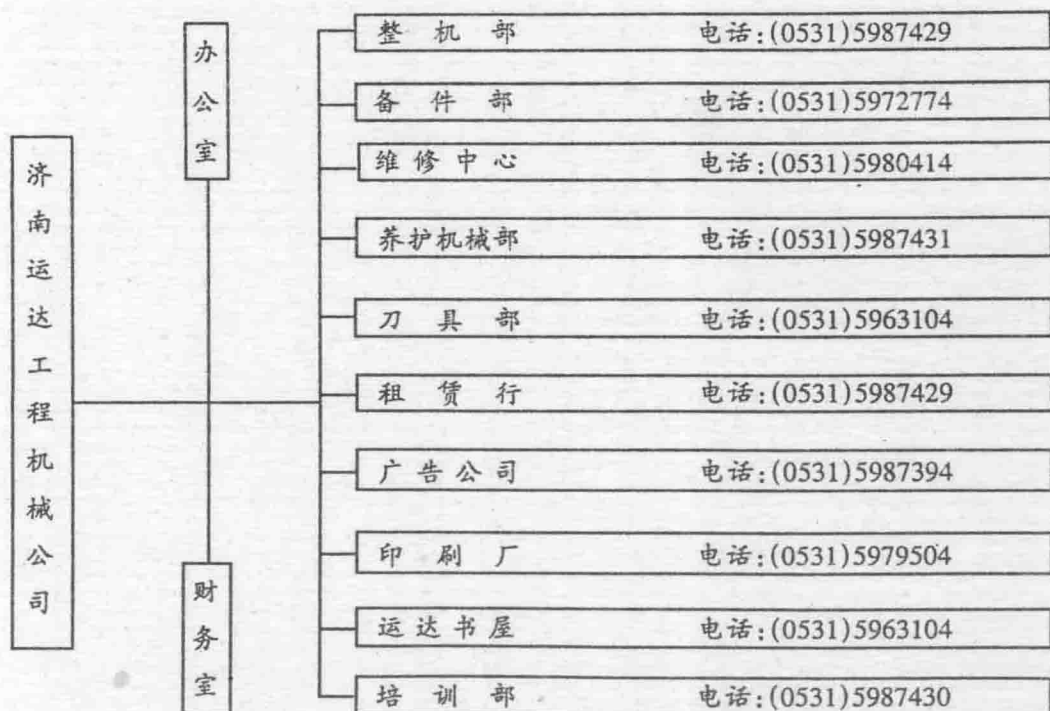 济南运达工程机械公司
办公室
财务室
整机部 电话:(0531)5987429
备件部 电话:(0531)5972774
维修中心 电话:(0531)5980414
养护机械部 电话:(0531)5987431
刀具部 电话:(0531)5963104
租赁行 电话:(0531)5987429
广告公司 电话:(0531)5987394
印刷厂 电话:(0531)5979504
运达书屋 电话:(0531)5963104
培训部 电话:(0531)5987430